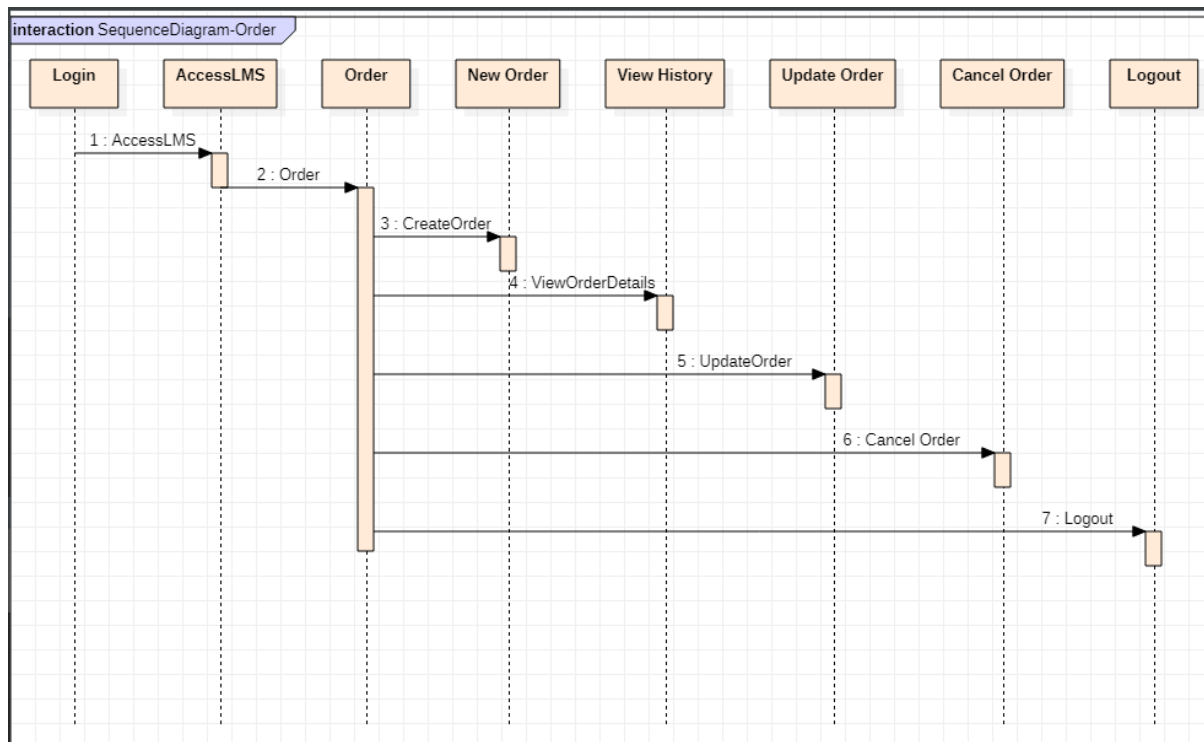 interaction SequenceDiagram-Order
Login
AccessLMS
Order
New Order
View History
Update Order
Cancel Order
Logout
1 : AccessLMS
2 : Order
3 : CreateOrder
4 : ViewOrderDetails
5 : UpdateOrder
6 : Cancel Order
7 : Logout